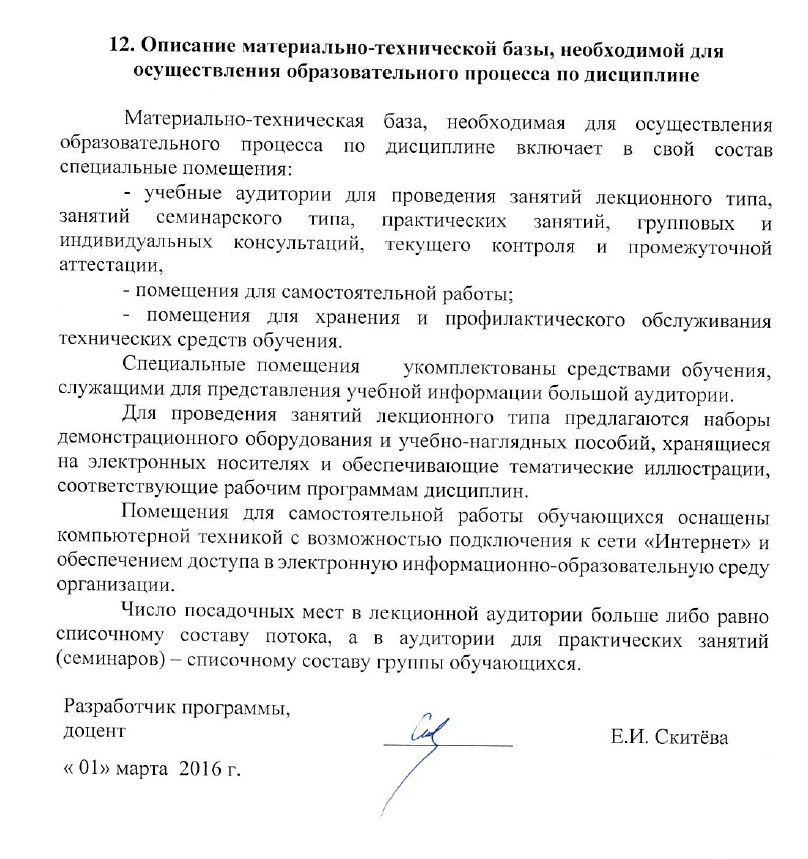 12. Описание материально-технической базы, необходимой для
осуществления образовательного процесса по дисциплине
Материально-техническая база, необходимая для осуществления
образовательного процесса по дисциплине включает в свой состав
специальные помещения:
- учебные аудитории для проведения занятий лекционного типа,
занятий семинарского типа, практических занятий, групповых и
индивидуальных консультаций, текущего контроля и промежуточной
аттестации,
- помещения для самостоятельной работы;
- помещения для хранения и профилактического обслуживания
технических средств обучения.
Специальные помещения укомплектованы средствами обучения,
служащими для представления учебной информации большой аудитории.
Для проведения занятий лекционного типа предлагаются наборы
демонстрационного оборудования и учебно-наглядных пособий, хранящиеся
на электронных носителях и обеспечивающие тематические иллюстрации,
соответствующие рабочим программам дисциплин.
Помещения для самостоятельной работы обучающихся оснащены
компьютерной техникой с возможностью подключения к сети «Интернет» и
обеспечением доступа в электронную информационно-образовательную среду
организации.
Число посадочных мест в лекционной аудитории больше либо равно
списочному составу потока, а в аудитории для практических занятий
(семинаров) – списочному составу группы обучающихся.
Разработчик программы,
доцент
Е.И. Скитёва
« 01» марта 2016 г.